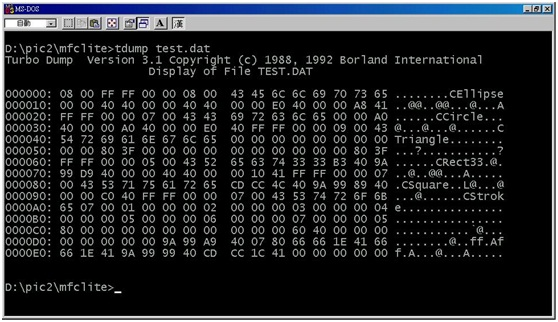 MS-DOS
自動 A 漢
D:\pic2\mfclite>tdump test.dat
Turbo Dump  Version 3.1 Copyright (c) 1988, 1992 Borland International
Display of File TEST.DAT
000000: 08 00 FF FF 00 00 08 00  43 45 6C 6C 69 70 73 65 ........CEllipse
000010: 00 00 40 40 00 00 40 40  00 00 E0 40 00 00 A8 41 ..@@..@@...@...A
000020: FF FF 00 00 07 00 43 43  69 72 63 6C 65 00 00 A0 ......CCircle...
000030: 40 00 00 A0 40 00 00 E0  40 FF FF 00 00 09 00 43 @...@...@......C
000040: 54 72 69 61 6E 67 6C 65  00 00 00 00 00 00 00 00 Triangle........
000050: 00 00 80 3F 00 00 00 00  00 00 00 00 00 00 80 3F ...?...........?
000060: FF FF 00 00 05 00 43 52  65 63 74 33 33 B3 40 9A ......CRect33.@.
000070: 99 D9 40 00 00 40 40 00  00 10 41 FF FF 00 00 07 ..@..@@...A.....
000080: 00 43 53 71 75 61 72 65  CD CC 4C 40 9A 99 89 40 .CSquare..L@...@
000090: 00 00 C0 40 FF FF 00 00  07 00 43 53 74 72 6F 6B ...@......CStrok
0000A0: 65 07 00 01 00 00 00 02  00 00 00 03 00 00 00 04 e...............
0000B0: 00 00 00 05 00 00 00 06  00 00 00 07 00 00 00 05 ................
0000C0: 80 00 00 00 00 00 00 00  00 00 00 60 40 00 00 00 ...........`@...
0000D0: 00 00 00 00 00 9A 99 A9  40 07 80 66 66 1E 41 66 ........@..ff.Af
0000E0: 66 1E 41 9A 99 99 40 CD  CC 1C 41 00 00 00 00 00 f.A...@...A.....
D:\pic2\mfclite>_